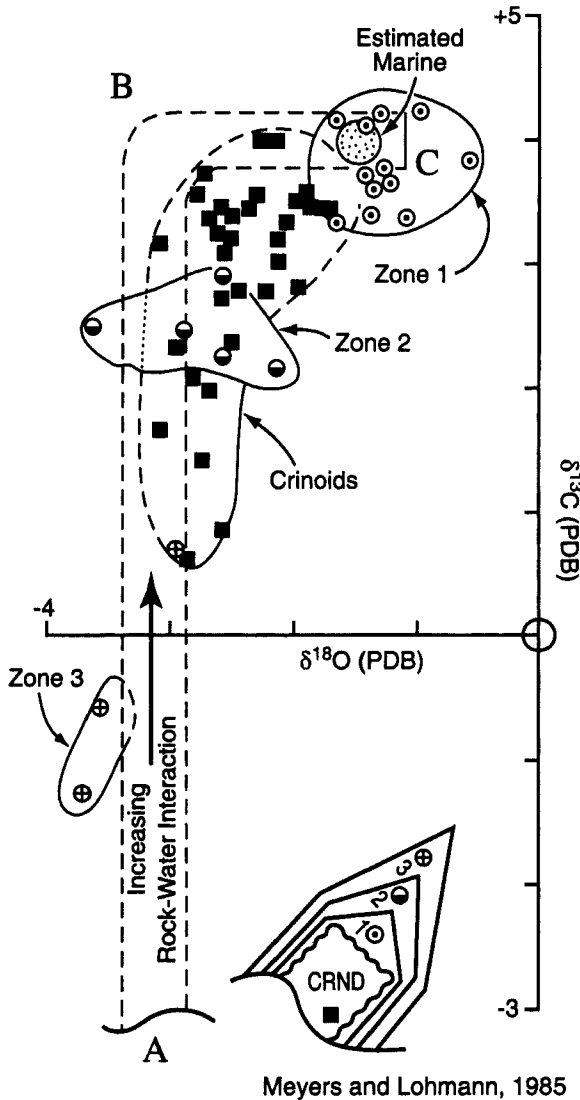 +5
Estimated
Marine
B
C
Zone 1
Zone 2
Crinoids
δ13C (PDB)
-4
δ18O (PDB)
Zone 3
Increasing
Rock-Water Interaction
3
2
1
CRND
-3
A
Meyers and Lohmann, 1985